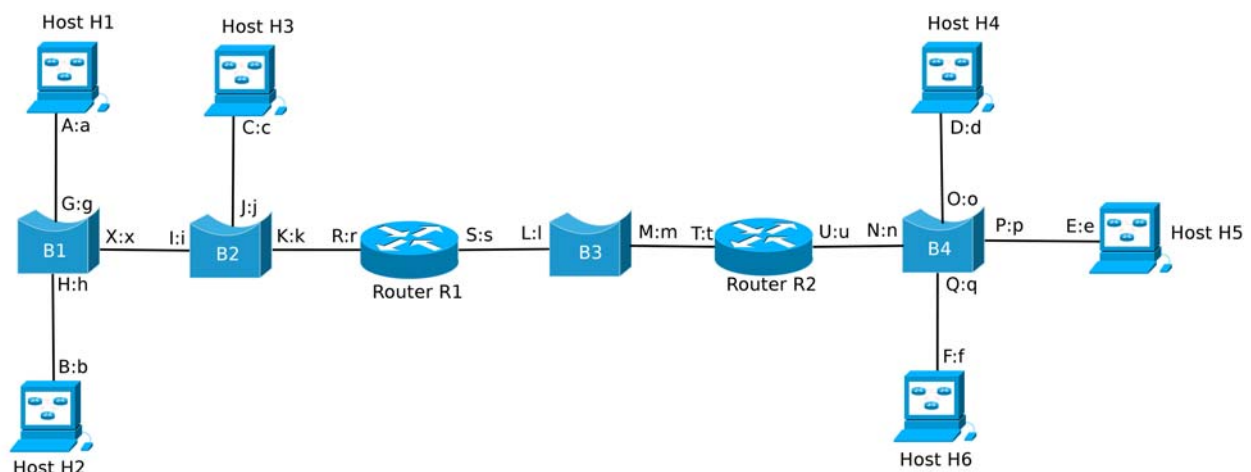 Host H1
Host H3
Host H4
A:a
C:c
D:d
G:g
J:j
O:o
B1
X:x
I:i
B2
K:k
R:r
Router R1
S:s
L:l
B3
M:m
T:t
Router R2
U:u
N:n
B4
P:p
E:e
Host H5
H:h
Q:q
B:b
F:f
Host H2
Host H6